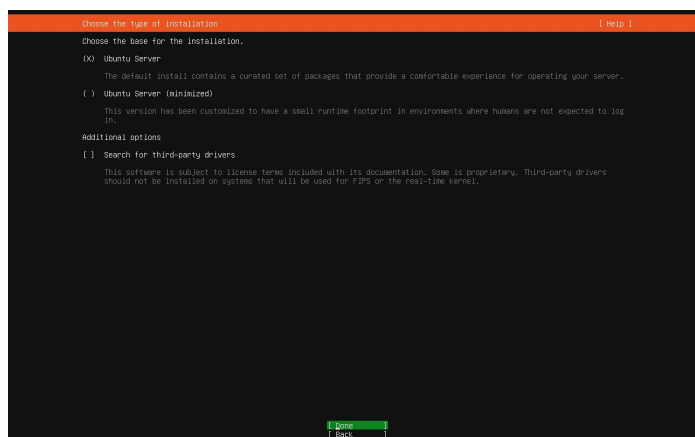 Choose the type of installation [ Help ]
Choose the base for the installation.
(X) Ubuntu Server
The default install contains a curated set of packages that provide a comfortable experience for operating your server.
( ) Ubuntu Server (minimized)
This version has been customized to have a small runtime footprint in environments where humans are not expected to log
in.
Additional options
[ ] Search for third-party drivers
This software is subject to license terms included with its documentation. Some is proprietary. Third-party drivers
should not be installed on systems that will be used for FIPS or the real-time kernel.
[ Done ]
[ Back ]